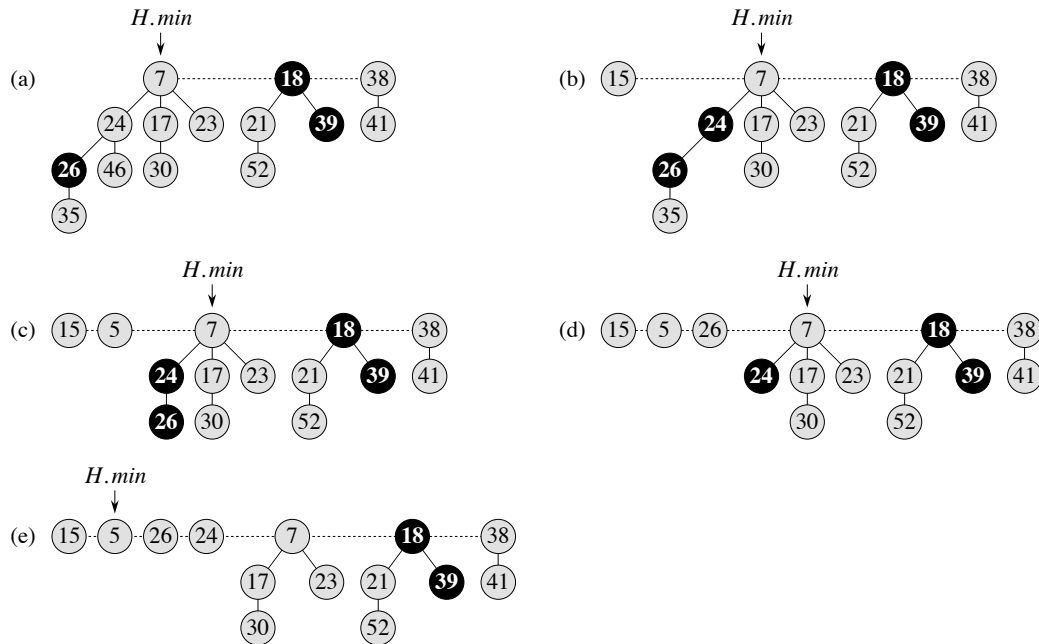 H.min
(a) 7 18 38
24 17 23 21 39 41
26 46 30 52
35
H.min
(b) 15 7 18 38
24 17 23 21 39 41
26 30 52
35
H.min
(c) 15 5 7 18 38
24 17 23 21 39 41
26 30 52
H.min
(d) 15 5 26 7 18 38
24 17 23 21 39 41
30 52
H.min
(e) 15 5 26 24 7 18 38
17 23 21 39 41
30 52